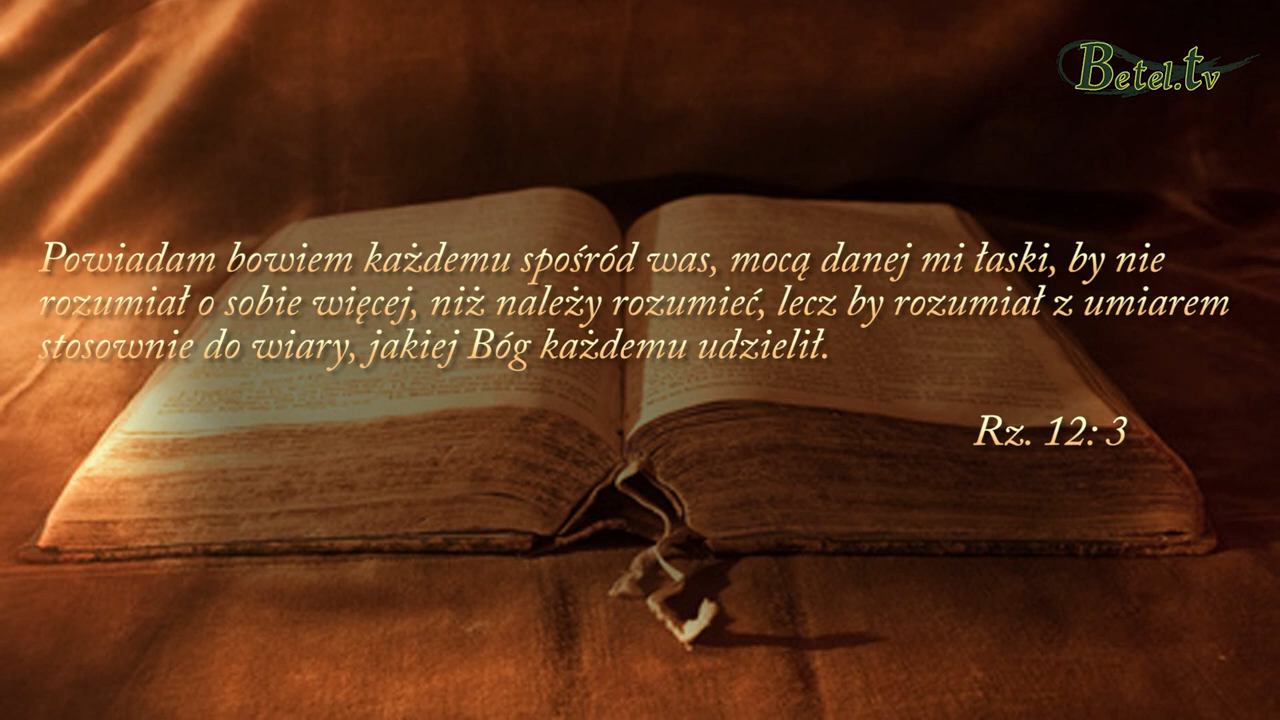 Betel.tv
Powiadam bowiem każdemu spośród was, mocą danej mi łaski, by nie
rozumiał o sobie więcej, niż należy rozumieć, lecz by rozumiał z umiarem
stosownie do wiary, jakiej Bóg każdemu udzielił.
Rz. 12: 3